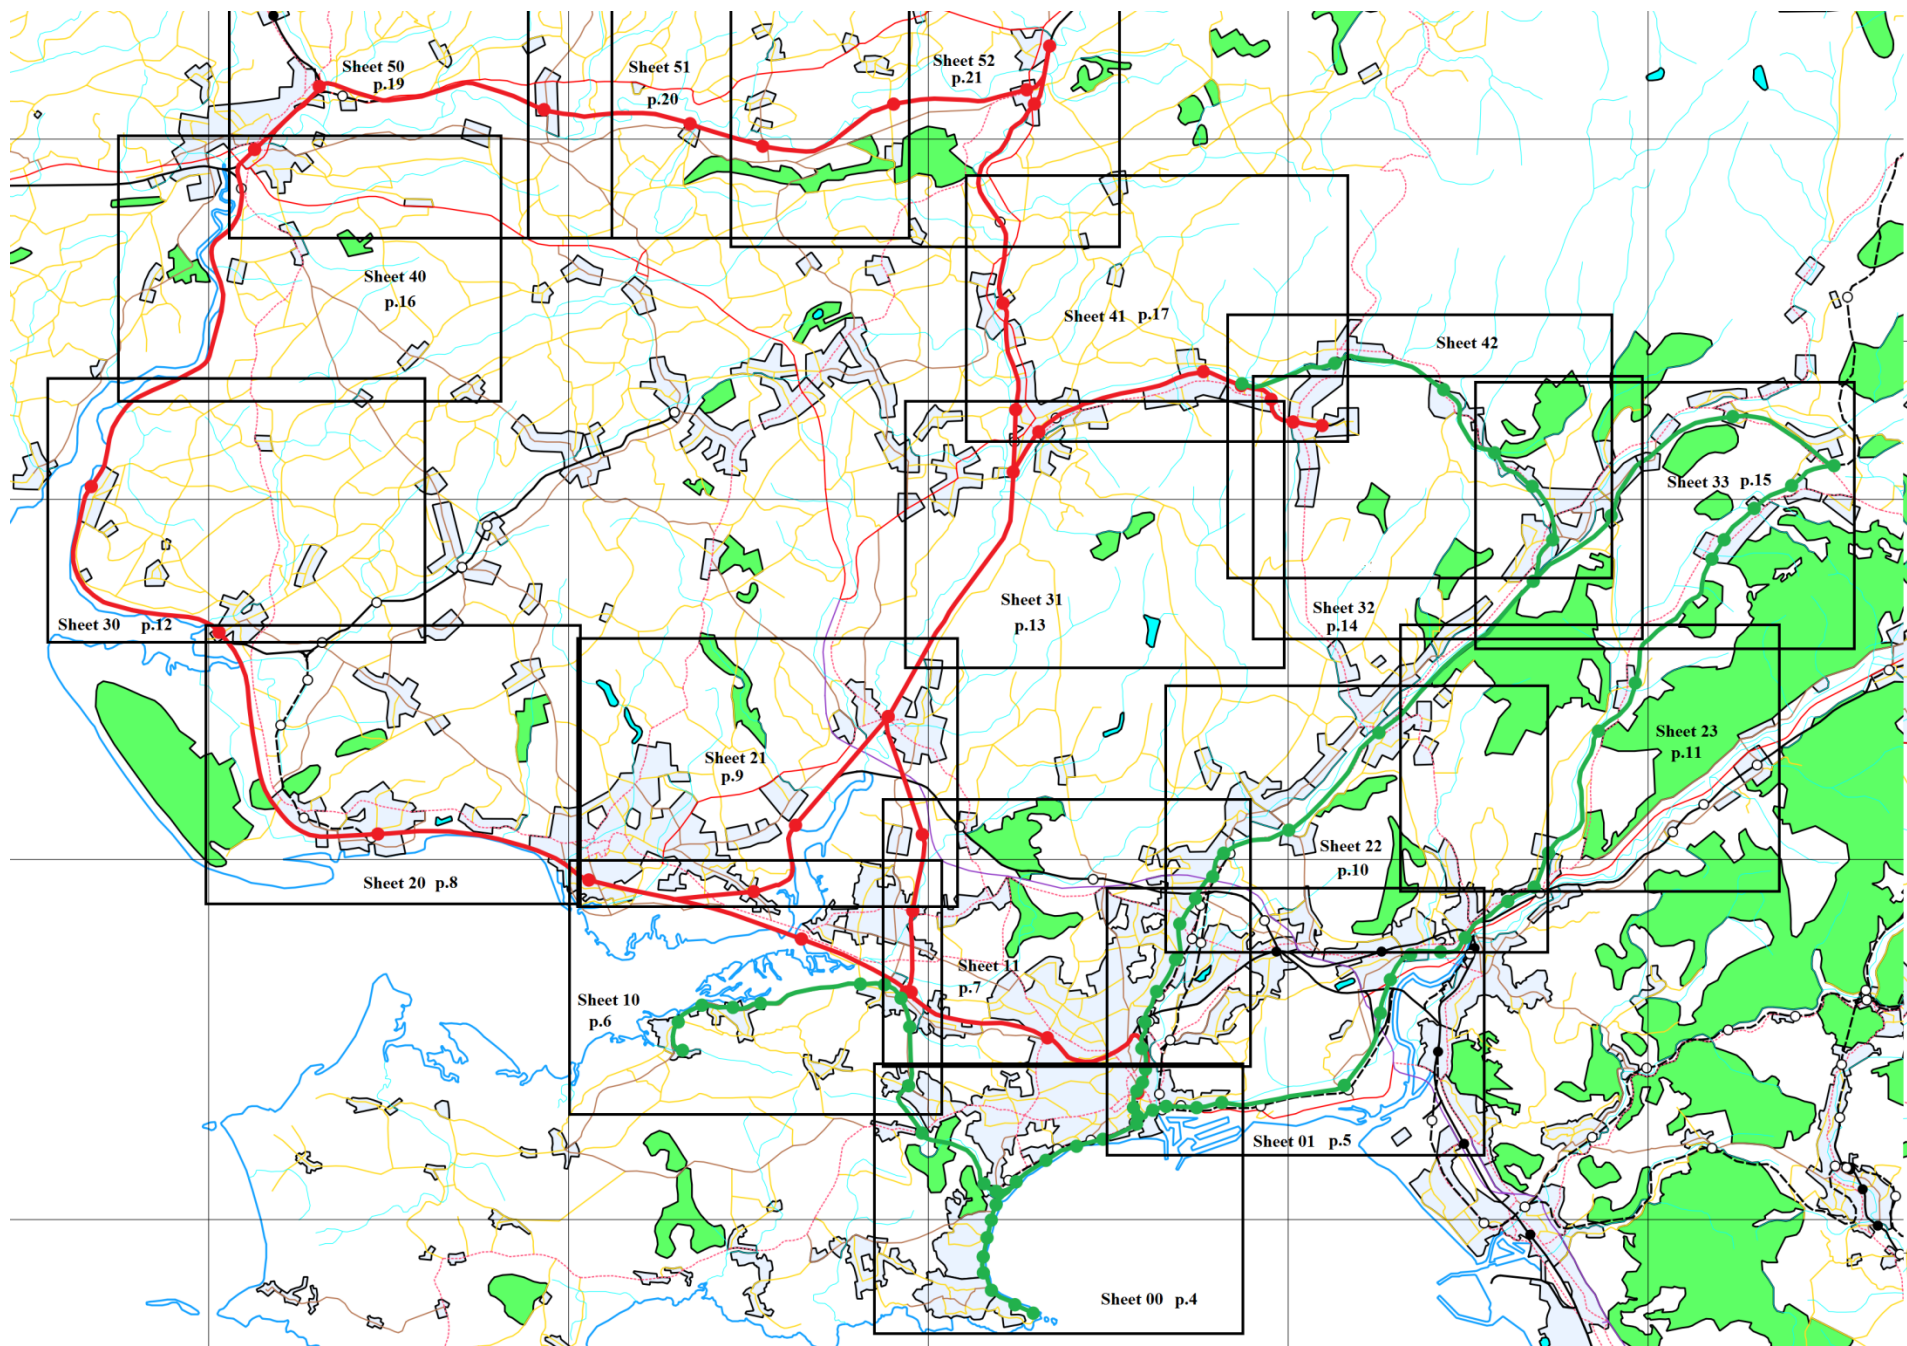 Sheet 50
p.19
Sheet 51
p.20
Sheet 52
p.21
Sheet 40
p.16
Sheet 41 p.17
Sheet 42
Sheet 33 p.15
Sheet 30 p.12
Sheet 31
p.13
Sheet 32
p.14
Sheet 21
p.9
Sheet 23
p.11
Sheet 20 p.8
Sheet 22
p.10
Sheet 10
p.6
Sheet 11
p.7
Sheet 01 p.5
Sheet 00 p.4